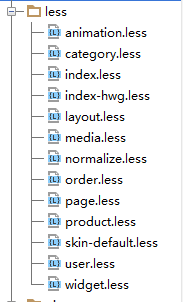 less
animation.less
category.less
index.less
index-hwg.less
layout.less
media.less
normalize.less
order.less
page.less
product.less
skin-default.less
user.less
widget.less